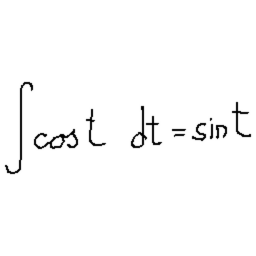 ∫cos t dt = sin t